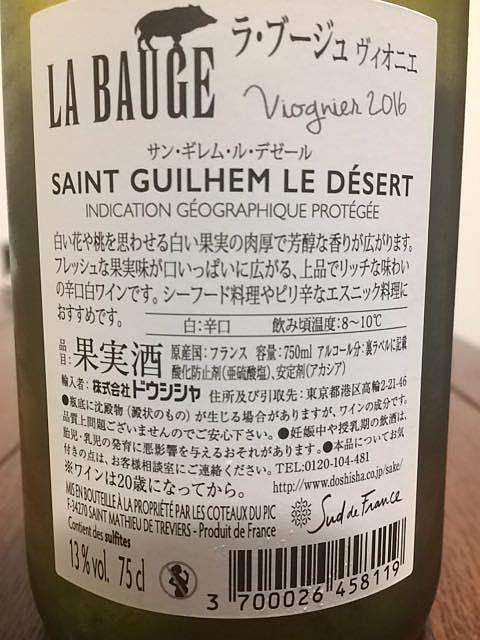 LA BAUGE
ラ・ブージュ ヴィオニエ
Viognier 2016
サン・ギレム・ル・デゼール
SAINT GUILHEM LE DÉSERT
INDICATION GÉOGRAPHIQUE PROTÉGÉE
白い花や桃を思わせる白い果実の肉厚で芳醇な香りが広がります。
フレッシュな果実味が口いっぱいに広がる、上品でリッチな味わい
の辛口白ワインです。シーフード料理やピリ辛なエスニック料理に
おすすめです。
白:辛口 飲み頃温度:8~10℃
品目:果実酒 原産国:フランス 容量:750ml アルコール分:裏ラベルに記載
酸化防止剤(亜硫酸塩)、安定剤(アカシア)
輸入者:株式会社ドウシシャ 住所及び引取先:東京都港区高輪2-21-46
●瓶底に沈殿物(澱状のもの)が生じる場合がありますが、ワインの成分です。
品質上問題ございませんのでご安心下さい。●妊娠中や授乳期の飲酒は、
胎児・乳児の発育に悪影響を与えるおそれがあります。●本品についてお気
付きの点は、お客様相談室にご連絡ください。TEL:0120-104-481
※ワインは20歳になってから。 http://www.doshisha.co.jp/sake/
MIS EN BOUTEILLE À LA PROPRIÉTÉ PAR LES COTEAUX DU PIC
F-34270 SAINT MATHIEU DE TREVIERS - Produit de France
Contient des sulfites
Sud de France
13% vol. 75 cl
3 700026 458119